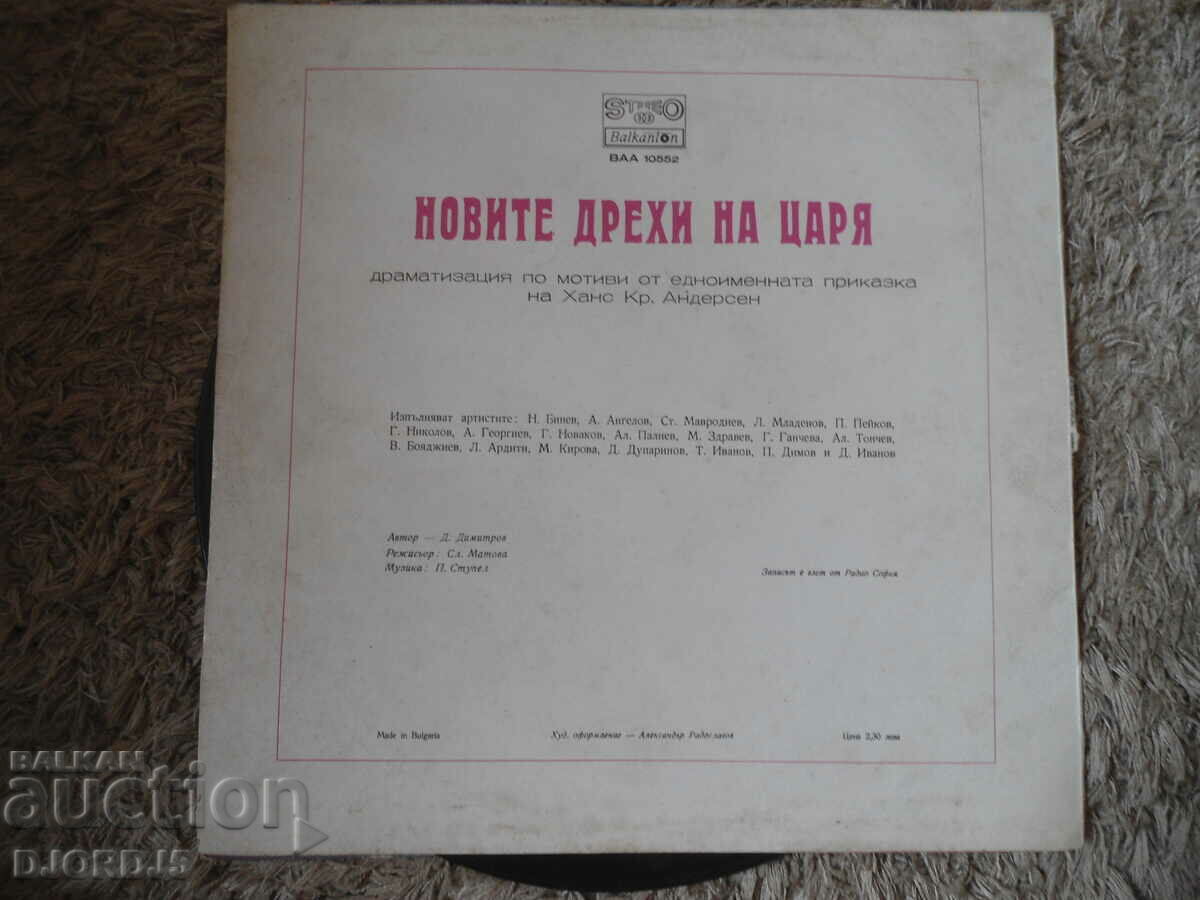 STEREO
Balkanton
ВАА 10552
НОВИТЕ ДРЕХИ НА ЦАРЯ
драматизация по мотиви от едноименната приказка
на Ханс Кр. Андерсен
Изпълняват артистите: Н. Бинев, А. Ангелов, Ст. Мавродиев, Л. Младенов, П. Пейков,
Г. Николов, А. Георгиев, Г. Новаков, Ал. Палиев, М. Здравев, Г. Ганчева, Ал. Тончев,
В. Бояджиев, Л. Ардити, М. Кирова, Д. Дупаринов, Т. Иванов, П. Димов и Д. Иванов
Автор — Д. Димитров
Режисьор: Сл. Матова
Музика: П. Ступел
Записът е взет от Радио София
Made in Bulgaria
Худ. оформление — Александър Радославов
Цена 2,30 лева
BALKAN
auction
DJORD.15